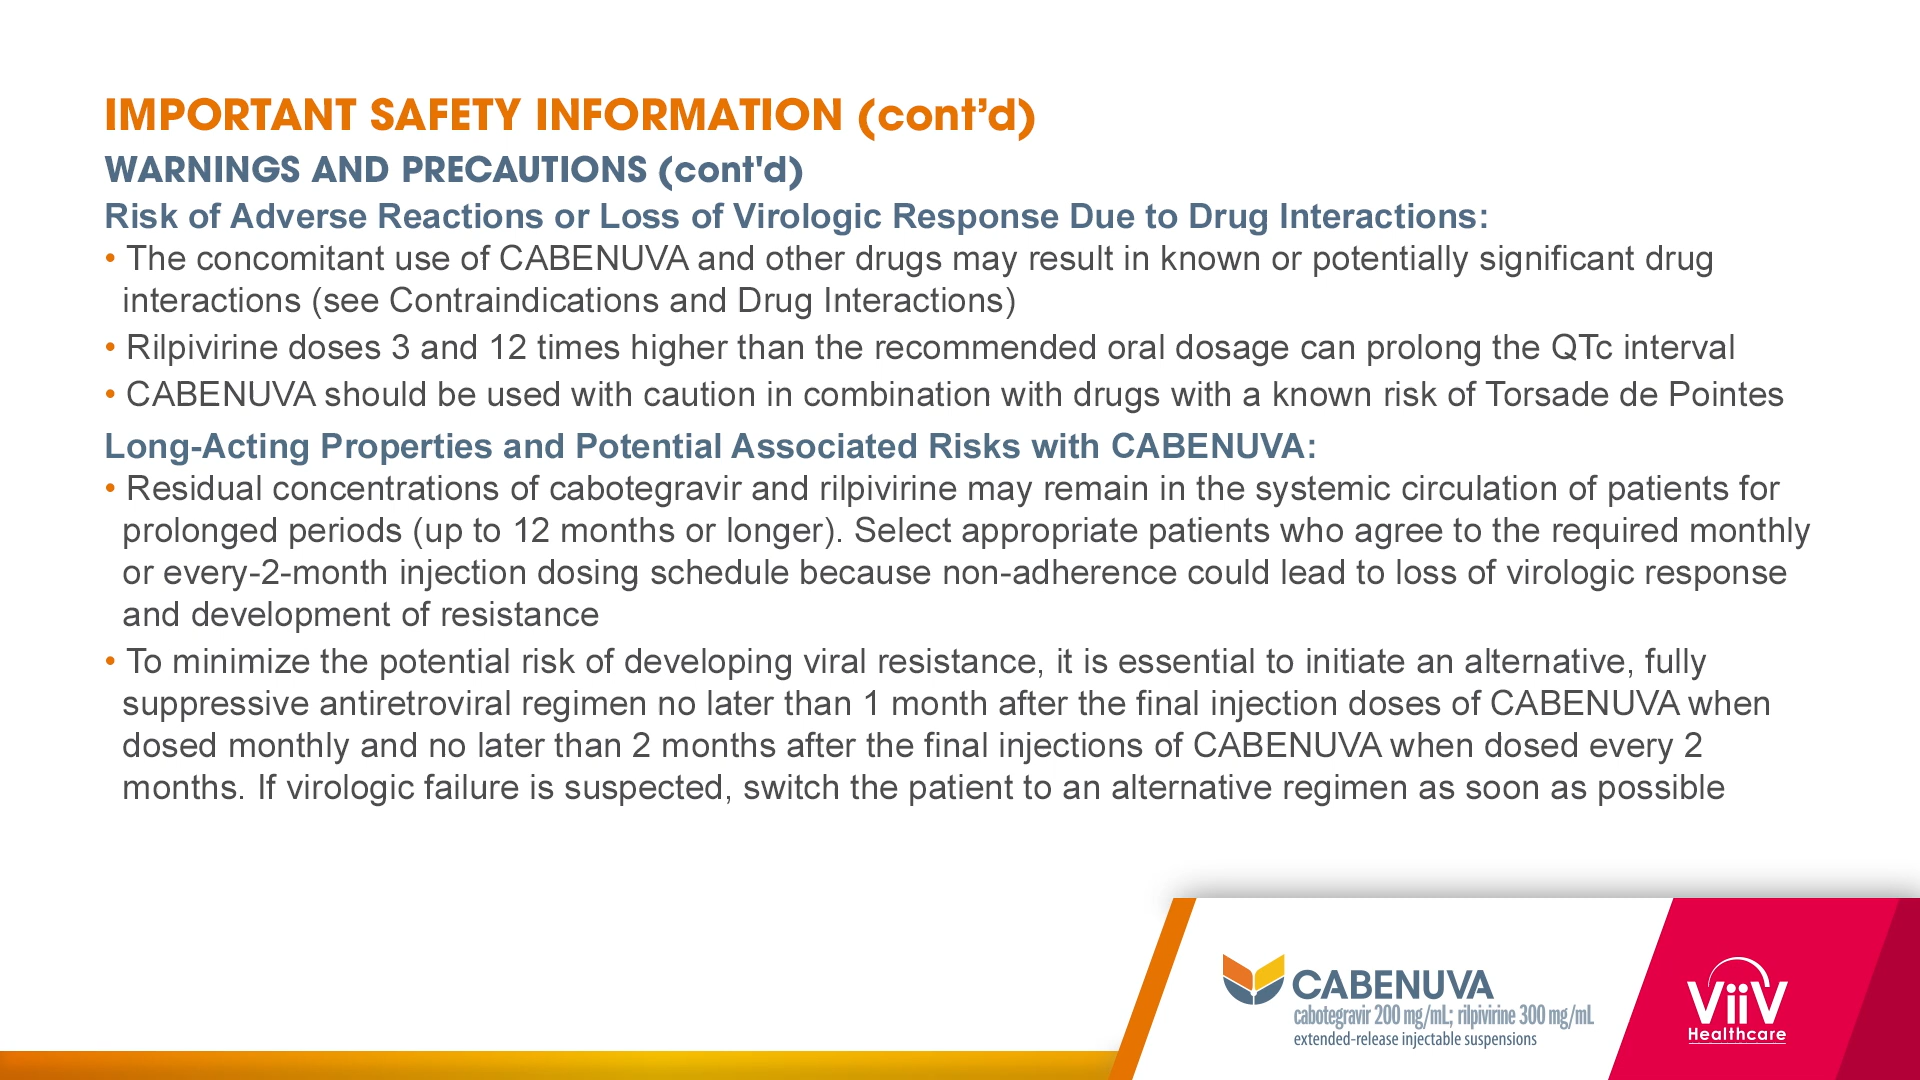 IMPORTANT SAFETY INFORMATION (cont’d)
WARNINGS AND PRECAUTIONS (cont'd)
Risk of Adverse Reactions or Loss of Virologic Response Due to Drug Interactions:
• The concomitant use of CABENUVA and other drugs may result in known or potentially significant drug
interactions (see Contraindications and Drug Interactions)
• Rilpivirine doses 3 and 12 times higher than the recommended oral dosage can prolong the QTc interval
• CABENUVA should be used with caution in combination with drugs with a known risk of Torsade de Pointes
Long-Acting Properties and Potential Associated Risks with CABENUVA:
• Residual concentrations of cabotegravir and rilpivirine may remain in the systemic circulation of patients for
prolonged periods (up to 12 months or longer). Select appropriate patients who agree to the required monthly
or every-2-month injection dosing schedule because non-adherence could lead to loss of virologic response
and development of resistance
• To minimize the potential risk of developing viral resistance, it is essential to initiate an alternative, fully
suppressive antiretroviral regimen no later than 1 month after the final injection doses of CABENUVA when
dosed monthly and no later than 2 months after the final injections of CABENUVA when dosed every 2
months. If virologic failure is suspected, switch the patient to an alternative regimen as soon as possible
CABENUVA
cabotegravir 200 mg/mL; rilpivirine 300 mg/mL
extended-release injectable suspensions
ViiV
Healthcare